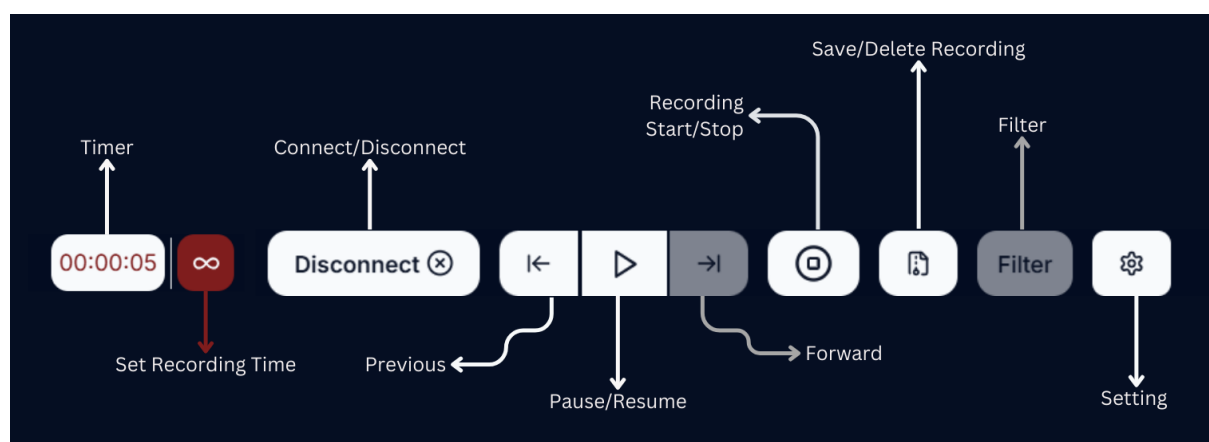 Save/Delete Recording
Recording
Start/Stop
Filter
Timer
Connect/Disconnect
00:00:05
∞
Disconnect
Filter
Set Recording Time
Previous
Forward
Pause/Resume
Setting